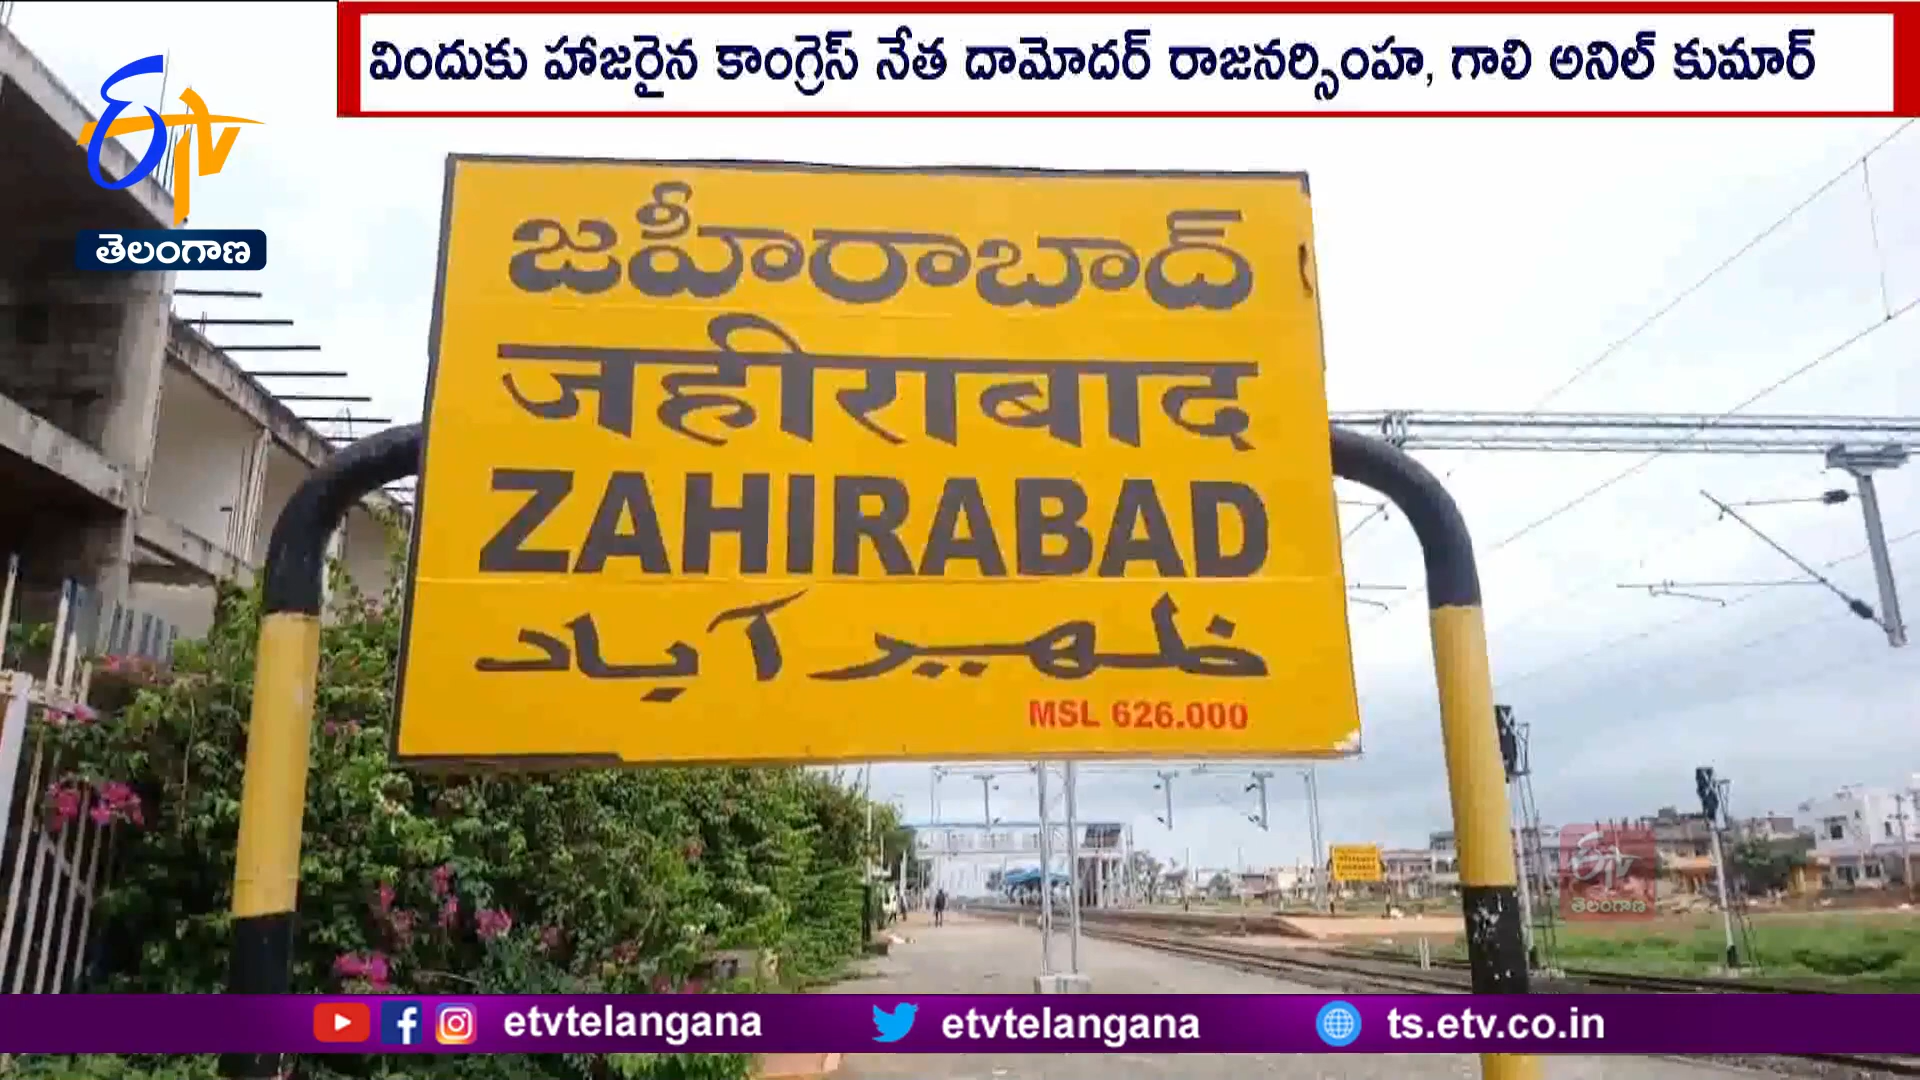 విందుకు హాజరైన కాంగ్రెస్ నేత దామోదర్ రాజనర్సింహ, గాలి అనిల్ కుమార్
etv
తెలంగాణ
జహీరాబాద్
जहीराबाद
ZAHIRABAD
ظہیر آباد
MSL 626.000
etv
తెలంగాణ
etvtelangana
etvtelangana
ts.etv.co.in